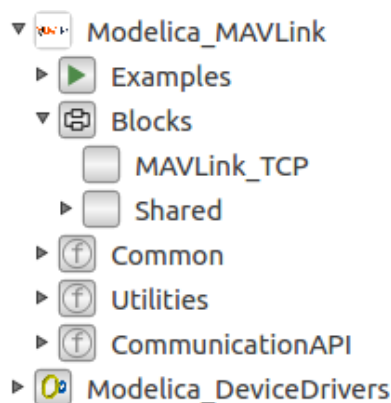 Modelica_MAVLink
Examples
Blocks
MAVLink_TCP
Shared
Common
Utilities
CommunicationAPI
Modelica_DeviceDrivers